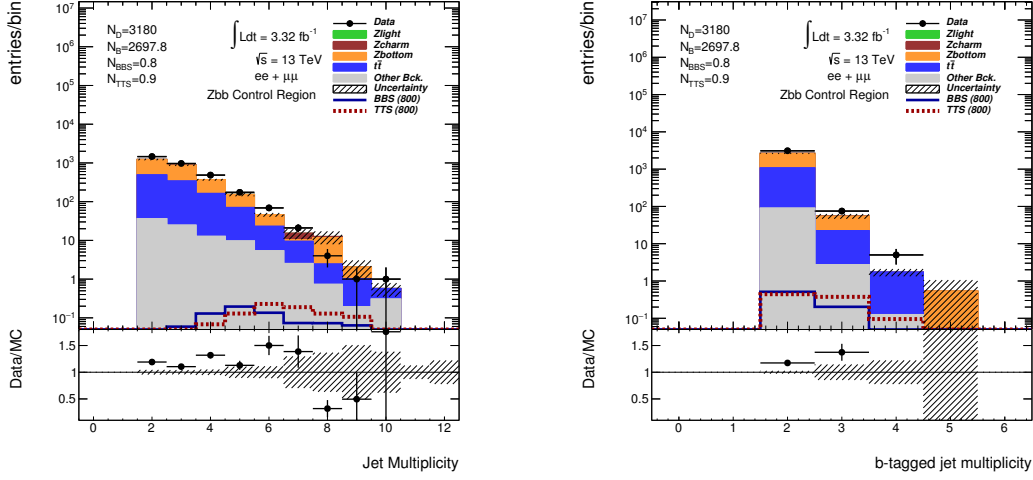 entries/bin
10⁷
10⁶
10⁵
10⁴
10³
10²
10
1
10⁻¹
N_D=3180
N_B=2697.8
N_BBS=0.8
N_TTS=0.9
∫ Ldt = 3.32 fb⁻¹
√s = 13 TeV
ee + μμ
Zbb Control Region
Data
Zlight
Zcharm
Zbottom
tt̄
Other Bck.
Uncertainty
BBS (800)
TTS (800)
Data/MC
1.5
1
0.5
0 2 4 6 8 10 12
Jet Multiplicity
entries/bin
10⁷
10⁶
10⁵
10⁴
10³
10²
10
1
10⁻¹
N_D=3180
N_B=2697.8
N_BBS=0.8
N_TTS=0.9
∫ Ldt = 3.32 fb⁻¹
√s = 13 TeV
ee + μμ
Zbb Control Region
Data
Zlight
Zcharm
Zbottom
tt̄
Other Bck.
Uncertainty
BBS (800)
TTS (800)
Data/MC
1.5
1
0.5
0 1 2 3 4 5 6
b-tagged jet multiplicity